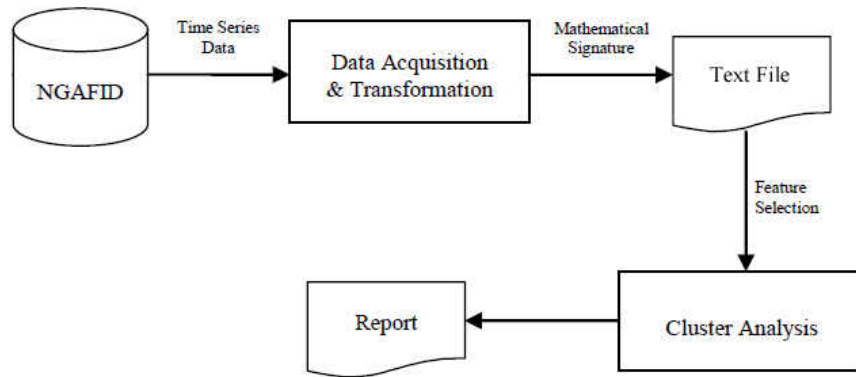 Time Series
Data
NGAFID
Data Acquisition
& Transformation
Mathematical
Signature
Text File
Feature
Selection
Cluster Analysis
Report